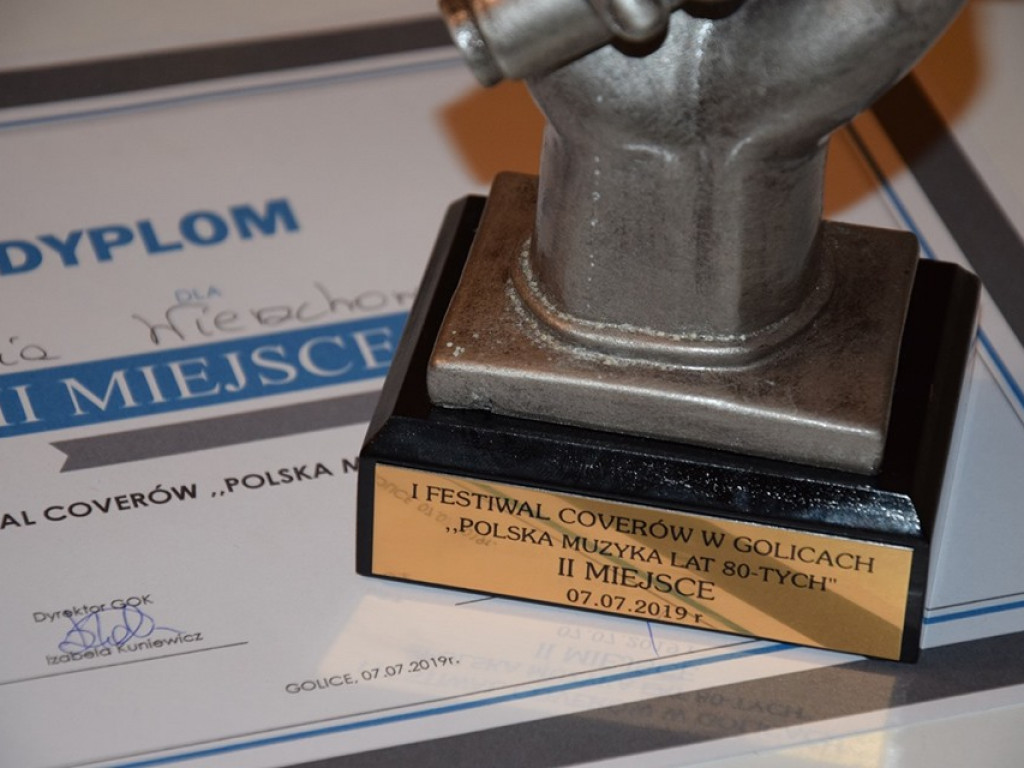 DYPLOM
DLA
II MIEJSCE
AL COVERÓW ,,POLSKA M
Dyrektor GOK
Izabela Kuniewicz
GOLICE, 07.07.2019r.
I FESTIWAL COVERÓW W GOLICACH
,,POLSKA MUZYKA LAT 80-TYCH"
II MIEJSCE
07.07.2019 r